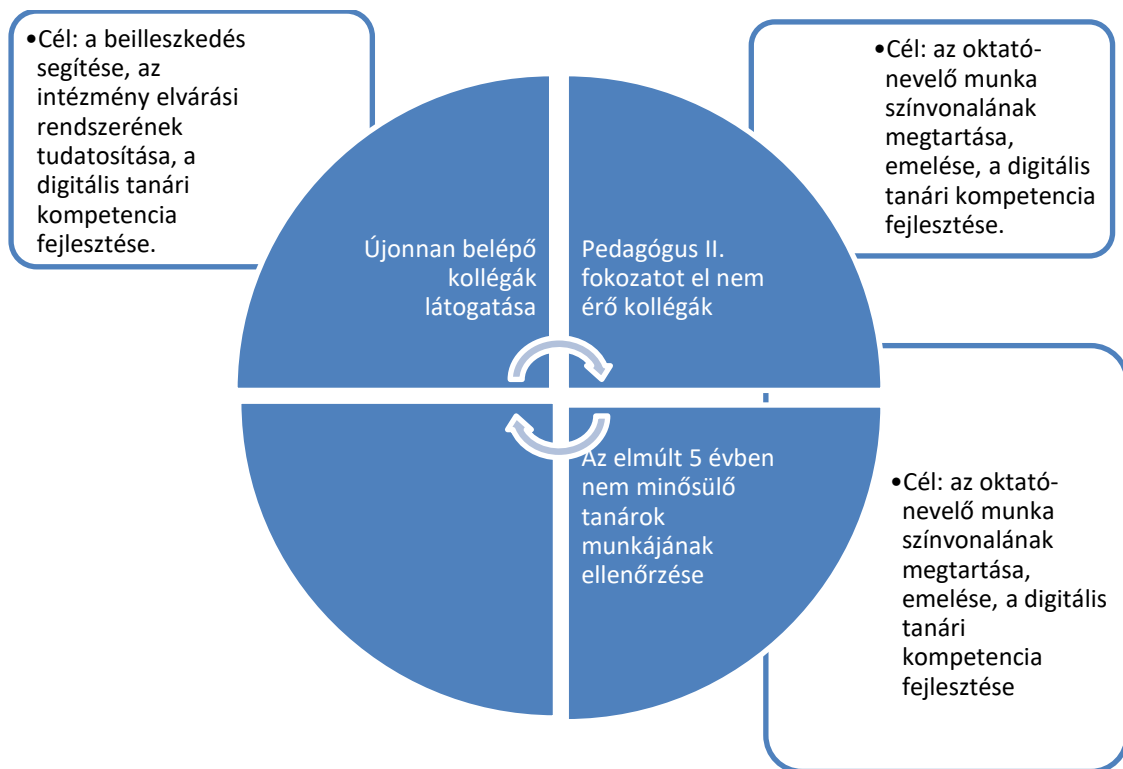 •Cél: a beilleszkedés
segítése, az
intézmény elvárási
rendszerének
tudatosítása, a
digitális tanári
kompetencia
fejlesztése.
•Cél: az oktató-
nevelő munka
színvonalának
megtartása,
emelése, a digitális
tanári kompetencia
fejlesztése.
Újonnan belépő
kollégák
látogatása
Pedagógus II.
fokozatot el nem
érő kollégák
Az elmúlt 5 évben
nem minősülő
tanárok
munkájának
ellenőrzése
•Cél: az oktató-
nevelő munka
színvonalának
megtartása,
emelése, a digitális
tanári
kompetencia
fejlesztése